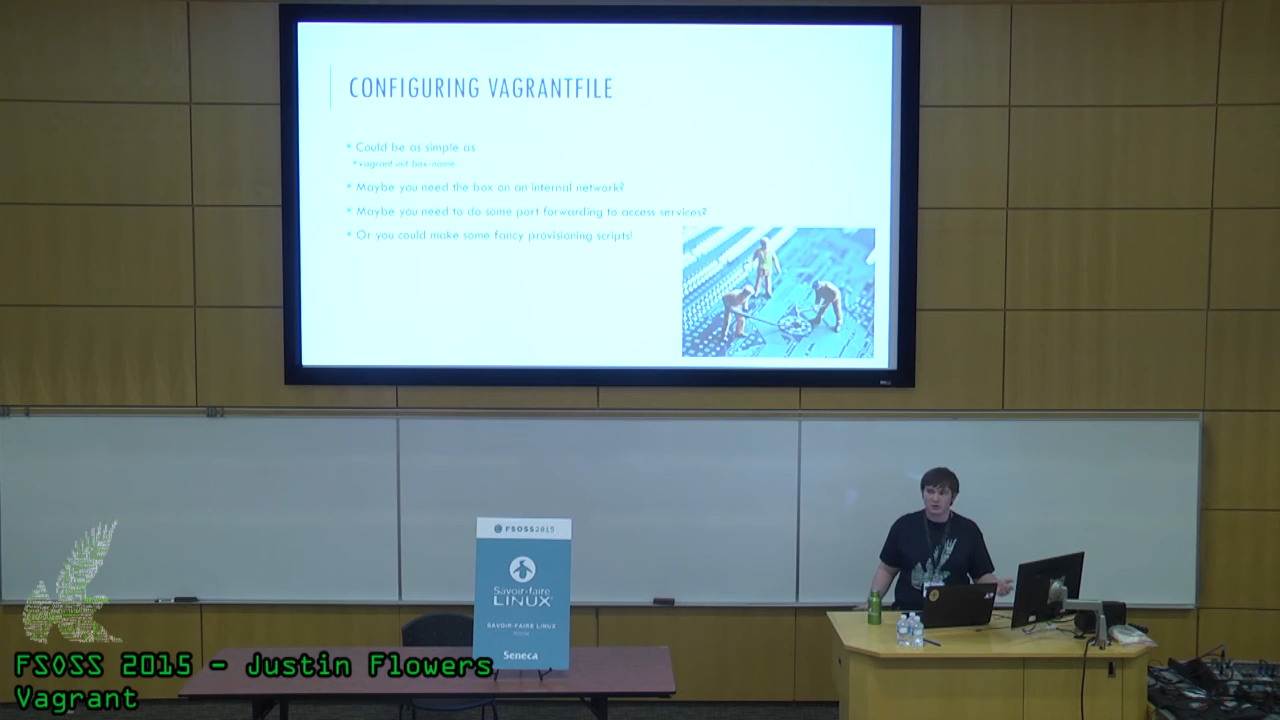 CONFIGURING VAGRANTFILE
* Could be as simple as
* vagrant init box-name
* Maybe you need the box on an internal network?
* Maybe you need to do some port forwarding to access services?
* Or you could make some fancy provisioning scripts!
FSOSS2015
Savoir-faire
LINUX
SAVOIR-FAIRE LINUX
ROOM
Seneca
FSOSS 2015 - Justin Flowers
Vagrant